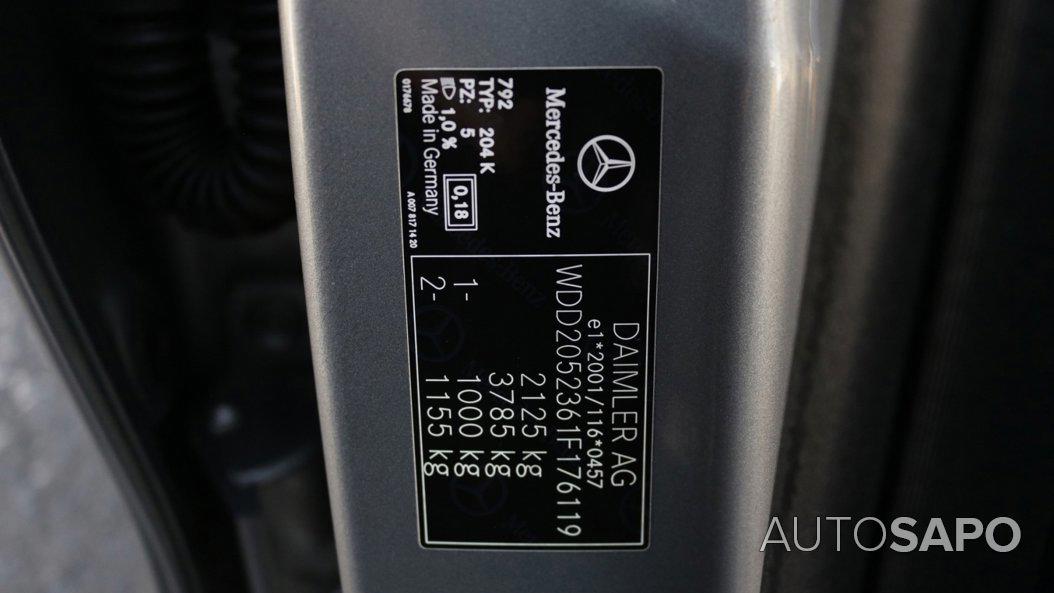 Mercedes-Benz
792
TYP: 204 K
PZ: 5
1,0 %
0,18
Made in Germany
0174678
A 007 817 14 20
DAIMLER AG
e1*2001/116*0457
WDD2052361F176119
2125 kg
3785 kg
1- 1000 kg
2- 1155 kg
AUTOSAPO